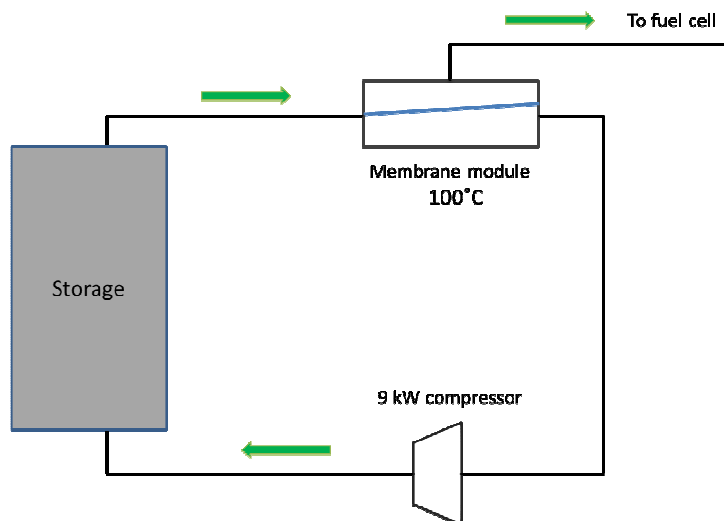 To fuel cell
Membrane module
100˚C
Storage
9 kW compressor